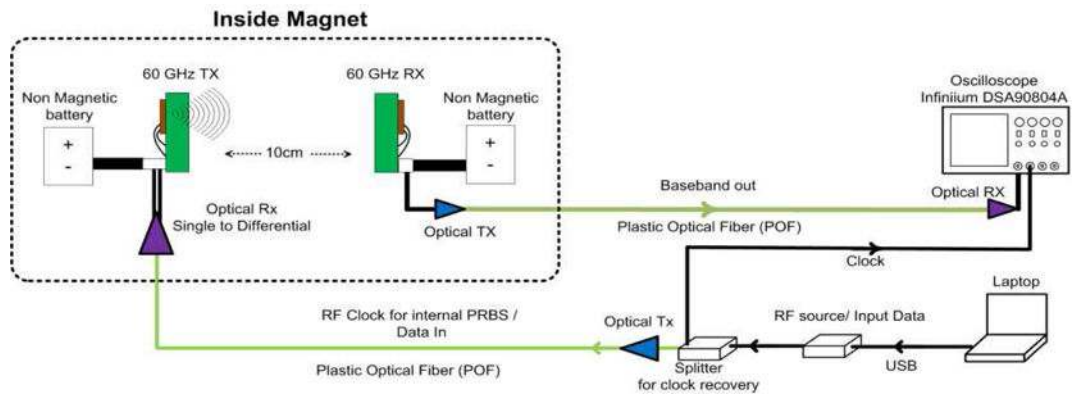 Inside Magnet
60 GHz TX
60 GHz RX
Non Magnetic
battery
+
-
10cm
Non Magnetic
battery
+
-
Optical Rx
Single to Differential
Optical TX
Baseband out
Plastic Optical Fiber (POF)
Optical RX
Oscilloscope
Infiniium DSA90804A
Clock
RF Clock for internal PRBS /
Data In
Plastic Optical Fiber (POF)
Optical Tx
Splitter
for clock recovery
RF source/ Input Data
USB
Laptop